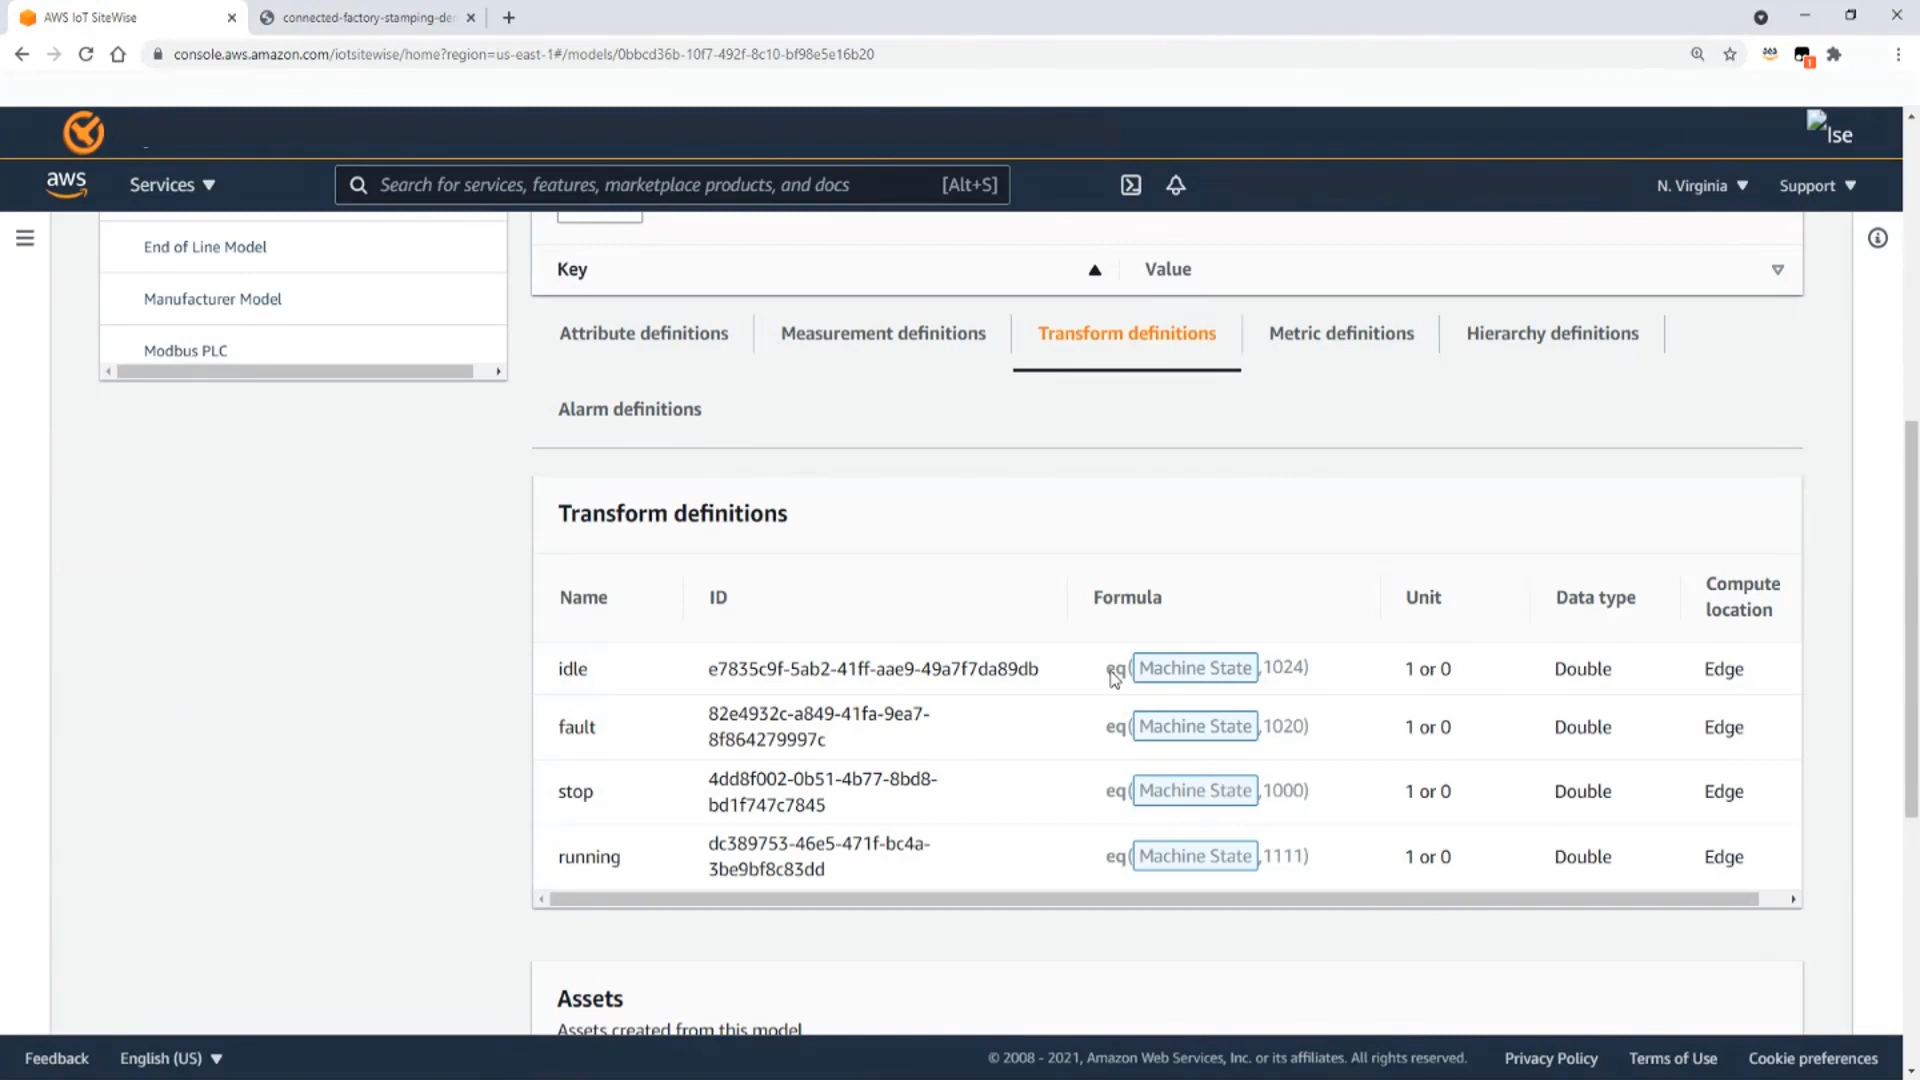 AWS IoT SiteWise
connected-factory-stamping-de
console.aws.amazon.com/iotsitewise/home?region=us-east-1#/models/0bbcd36b-10f7-492f-8c10-bf98e5e16b20
1
Ise
aws
Services
Search for services, features, marketplace products, and docs
[Alt+S]
N. Virginia
Support
End of Line Model
Manufacturer Model
Modbus PLC
Key
Value
Attribute definitions
Measurement definitions
Transform definitions
Metric definitions
Hierarchy definitions
Alarm definitions
Transform definitions
Name ID Formula Unit Data type Compute
location
idle e7835c9f-5ab2-41ff-aae9-49a7f7da89db eq( Machine State ,1024) 1 or 0 Double Edge
fault 82e4932c-a849-41fa-9ea7- eq( Machine State ,1020) 1 or 0 Double Edge
8f864279997c
stop 4dd8f002-0b51-4b77-8bd8- eq( Machine State ,1000) 1 or 0 Double Edge
bd1f747c7845
running dc389753-46e5-471f-bc4a- eq( Machine State ,1111) 1 or 0 Double Edge
3be9bf8c83dd
Assets
Assets created from this model
Feedback
English (US)
© 2008 - 2021, Amazon Web Services, Inc. or its affiliates. All rights reserved.
Privacy Policy
Terms of Use
Cookie preferences